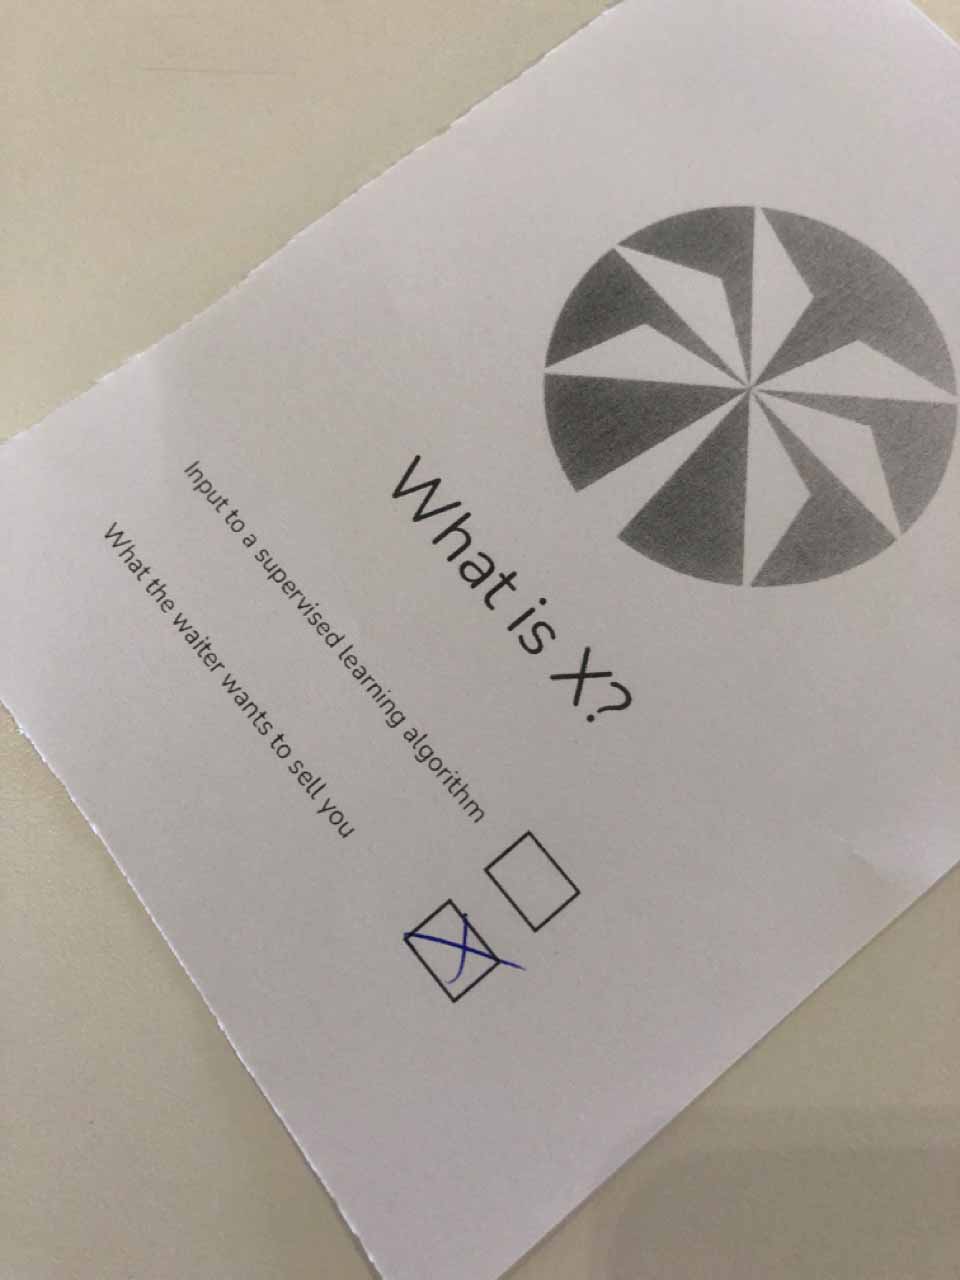 What is X?
Input to a supervised learning algorithm
What the waiter wants to sell you